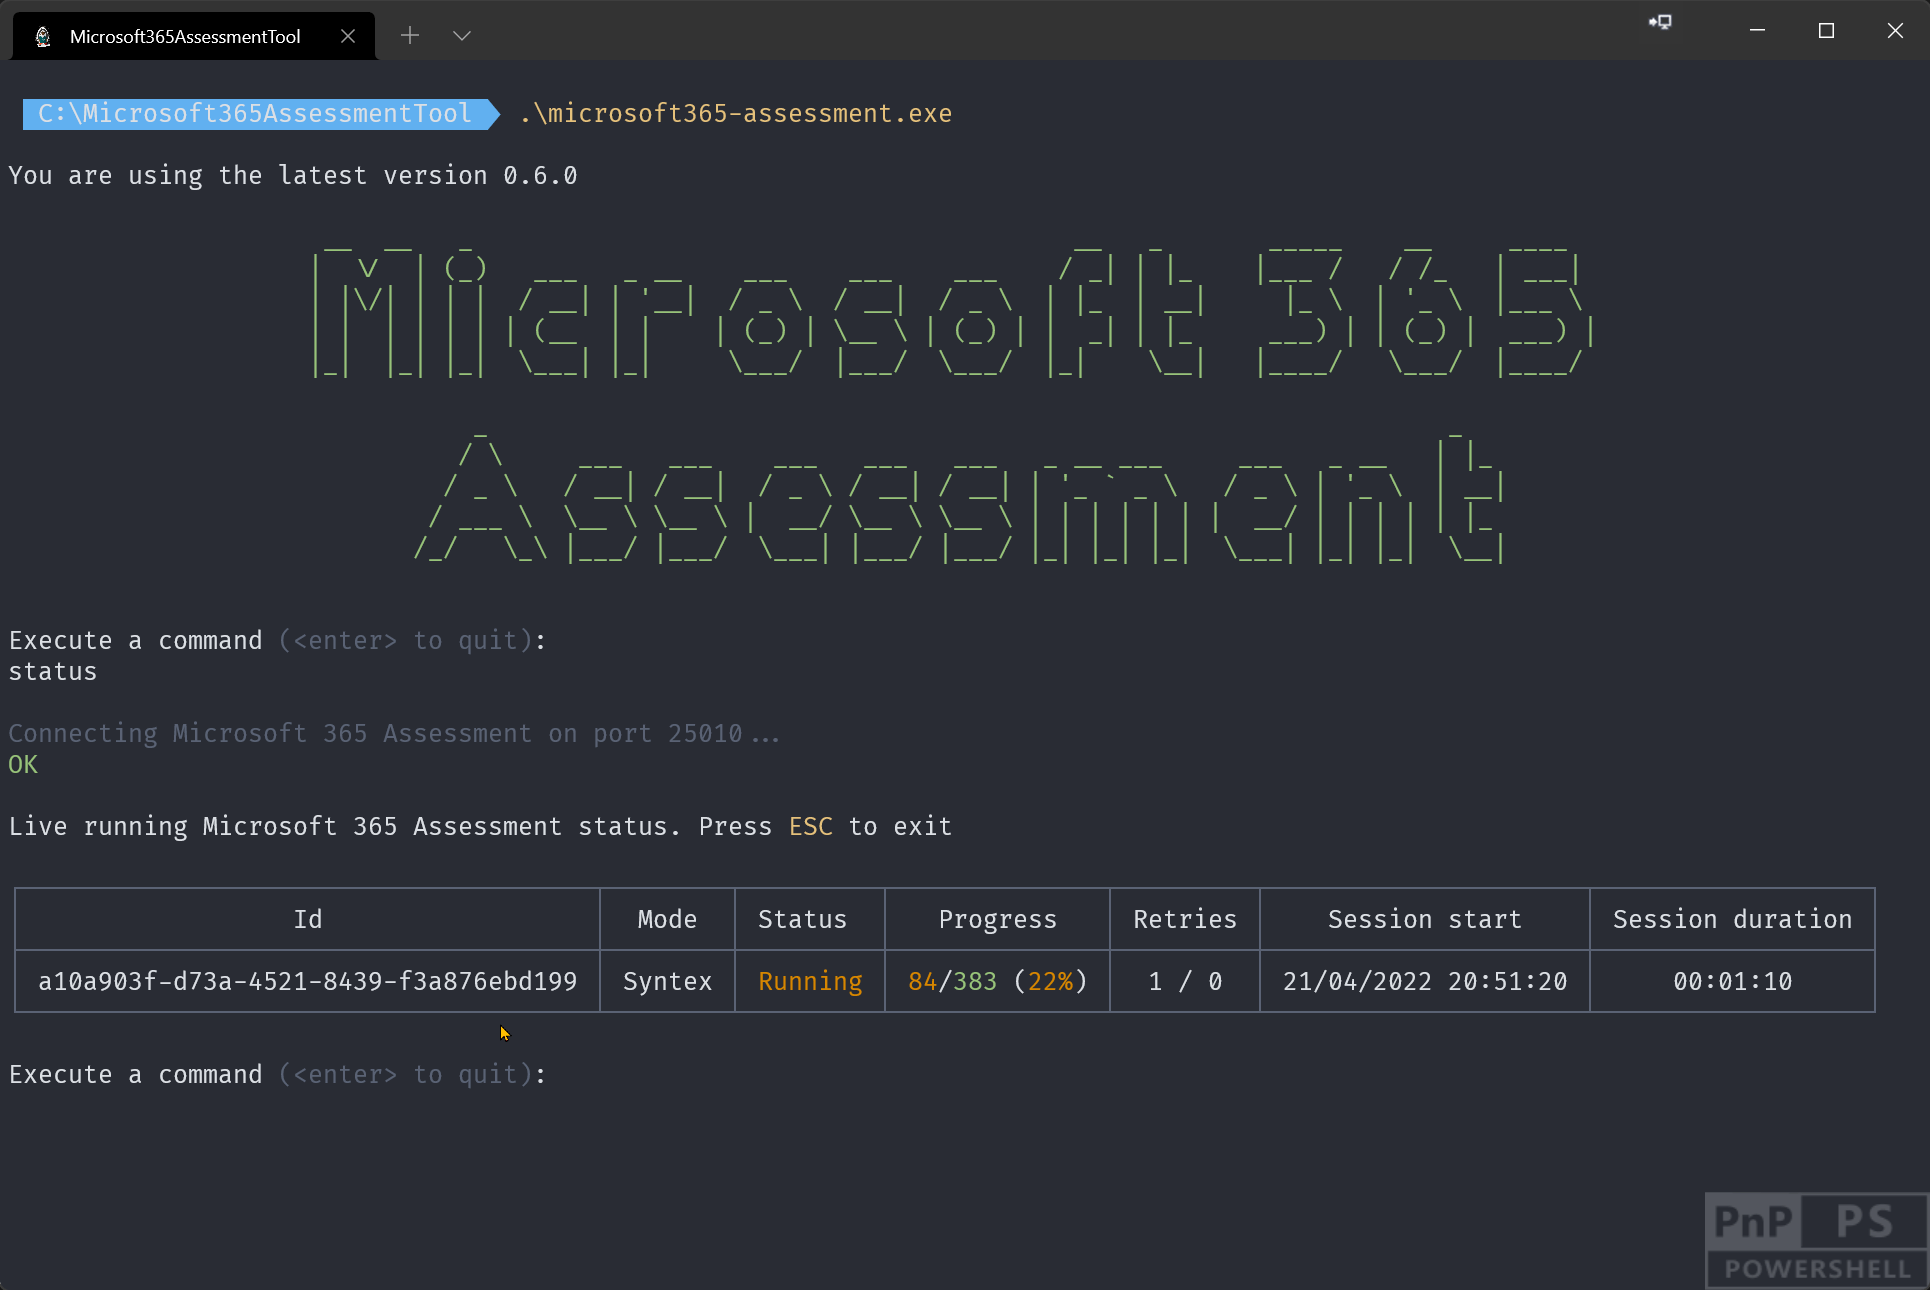 Microsoft365AssessmentTool
C:\Microsoft365AssessmentTool .\microsoft365-assessment.exe
You are using the latest version 0.6.0
Microsoft 365
Assessment
Execute a command (<enter> to quit):
status
Connecting Microsoft 365 Assessment on port 25010...
OK
Live running Microsoft 365 Assessment status. Press ESC to exit
Id Mode Status Progress Retries Session start Session duration
a10a903f-d73a-4521-8439-f3a876ebd199 Syntex Running 84/383 (22%) 1 / 0 21/04/2022 20:51:20 00:01:10
Execute a command (<enter> to quit):
PnP PS
POWERSHELL